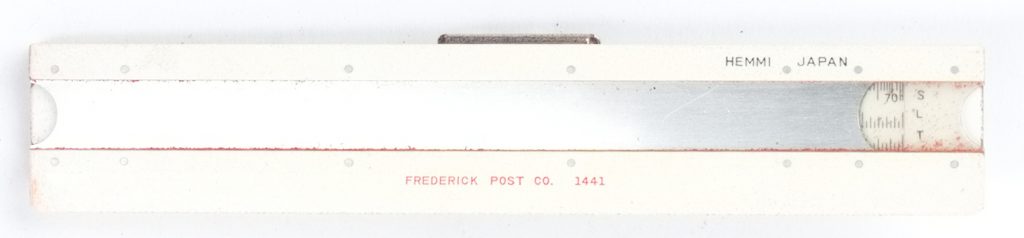 HEMMI JAPAN
70
S
L
T
FREDERICK POST CO. 1441